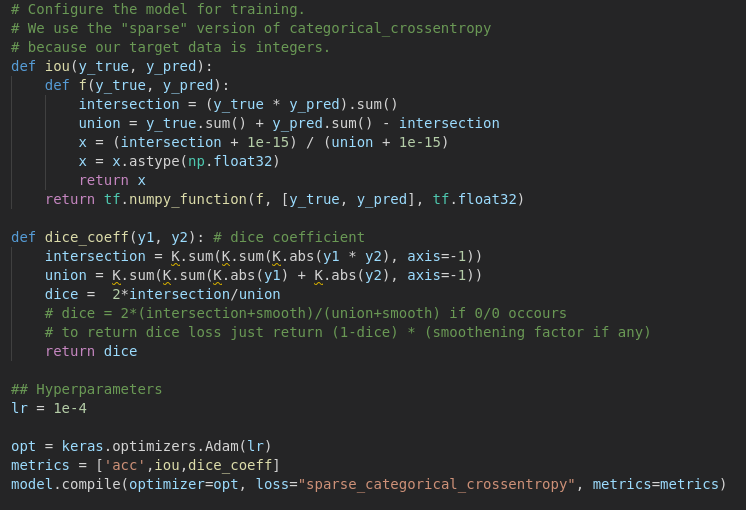 # Configure the model for training.
# We use the "sparse" version of categorical_crossentropy
# because our target data is integers.
def iou(y_true, y_pred):
    def f(y_true, y_pred):
        intersection = (y_true * y_pred).sum()
        union = y_true.sum() + y_pred.sum() - intersection
        x = (intersection + 1e-15) / (union + 1e-15)
        x = x.astype(np.float32)
        return x
    return tf.numpy_function(f, [y_true, y_pred], tf.float32)

def dice_coeff(y1, y2): # dice coefficient
    intersection = K.sum(K.sum(K.abs(y1 * y2), axis=-1))
    union = K.sum(K.sum(K.abs(y1) + K.abs(y2), axis=-1))
    dice =  2*intersection/union
    # dice = 2*(intersection+smooth)/(union+smooth) if 0/0 occours
    # to return dice loss just return (1-dice) * (smoothening factor if any)
    return dice

## Hyperparameters
lr = 1e-4

opt = keras.optimizers.Adam(lr)
metrics = ['acc',iou,dice_coeff]
model.compile(optimizer=opt, loss="sparse_categorical_crossentropy", metrics=metrics)